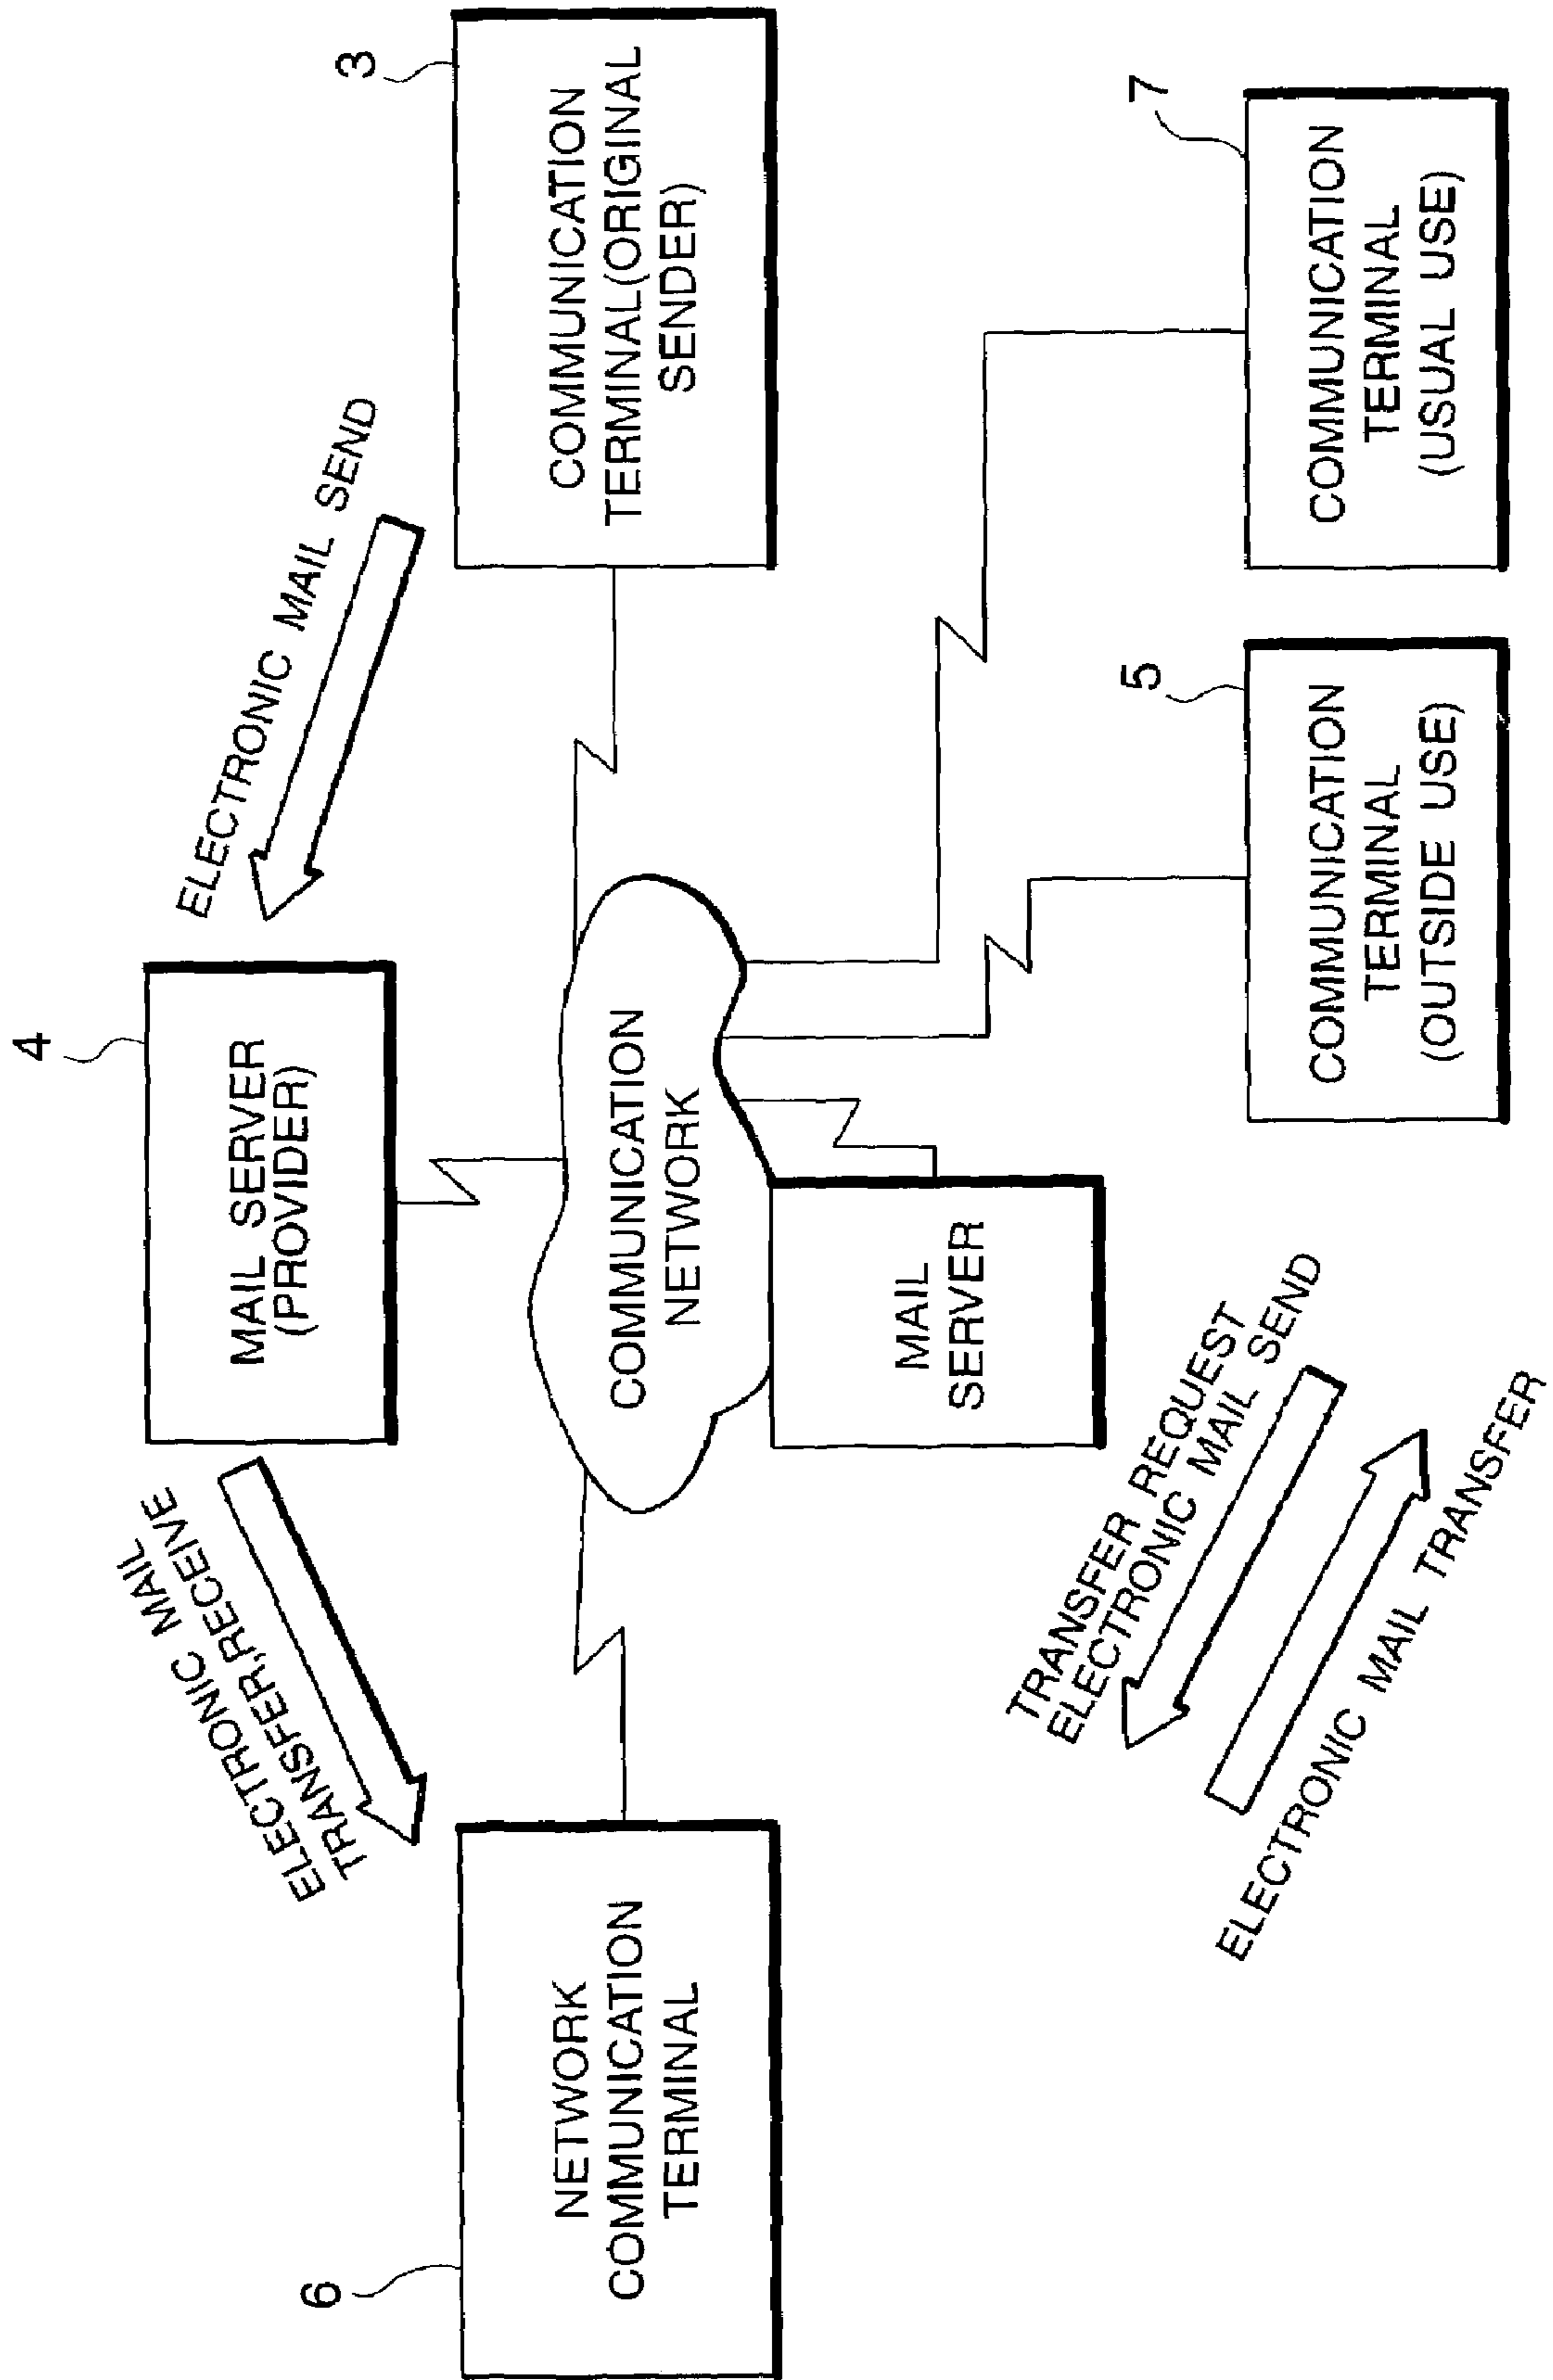 4
MAIL SERVER
(PROVIDER)
ELECTRONIC MAIL
TRANSFER,RECEIVE
ELECTRONIC MAIL SEND
6
NETWORK
COMMUNICATION
TERMINAL
COMMUNICATION
NETWORK
3
COMMUNICATION
TERMINAL(ORIGINAL
SENDER)
MAIL
SERVER
TRANSFER REQUEST
ELECTRONIC MAIL SEND
ELECTRONIC MAIL TRANSFER
5
COMMUNICATION
TERMINAL
(OUTSIDE USE)
7
COMMUNICATION
TERMINAL
(USUAL USE)